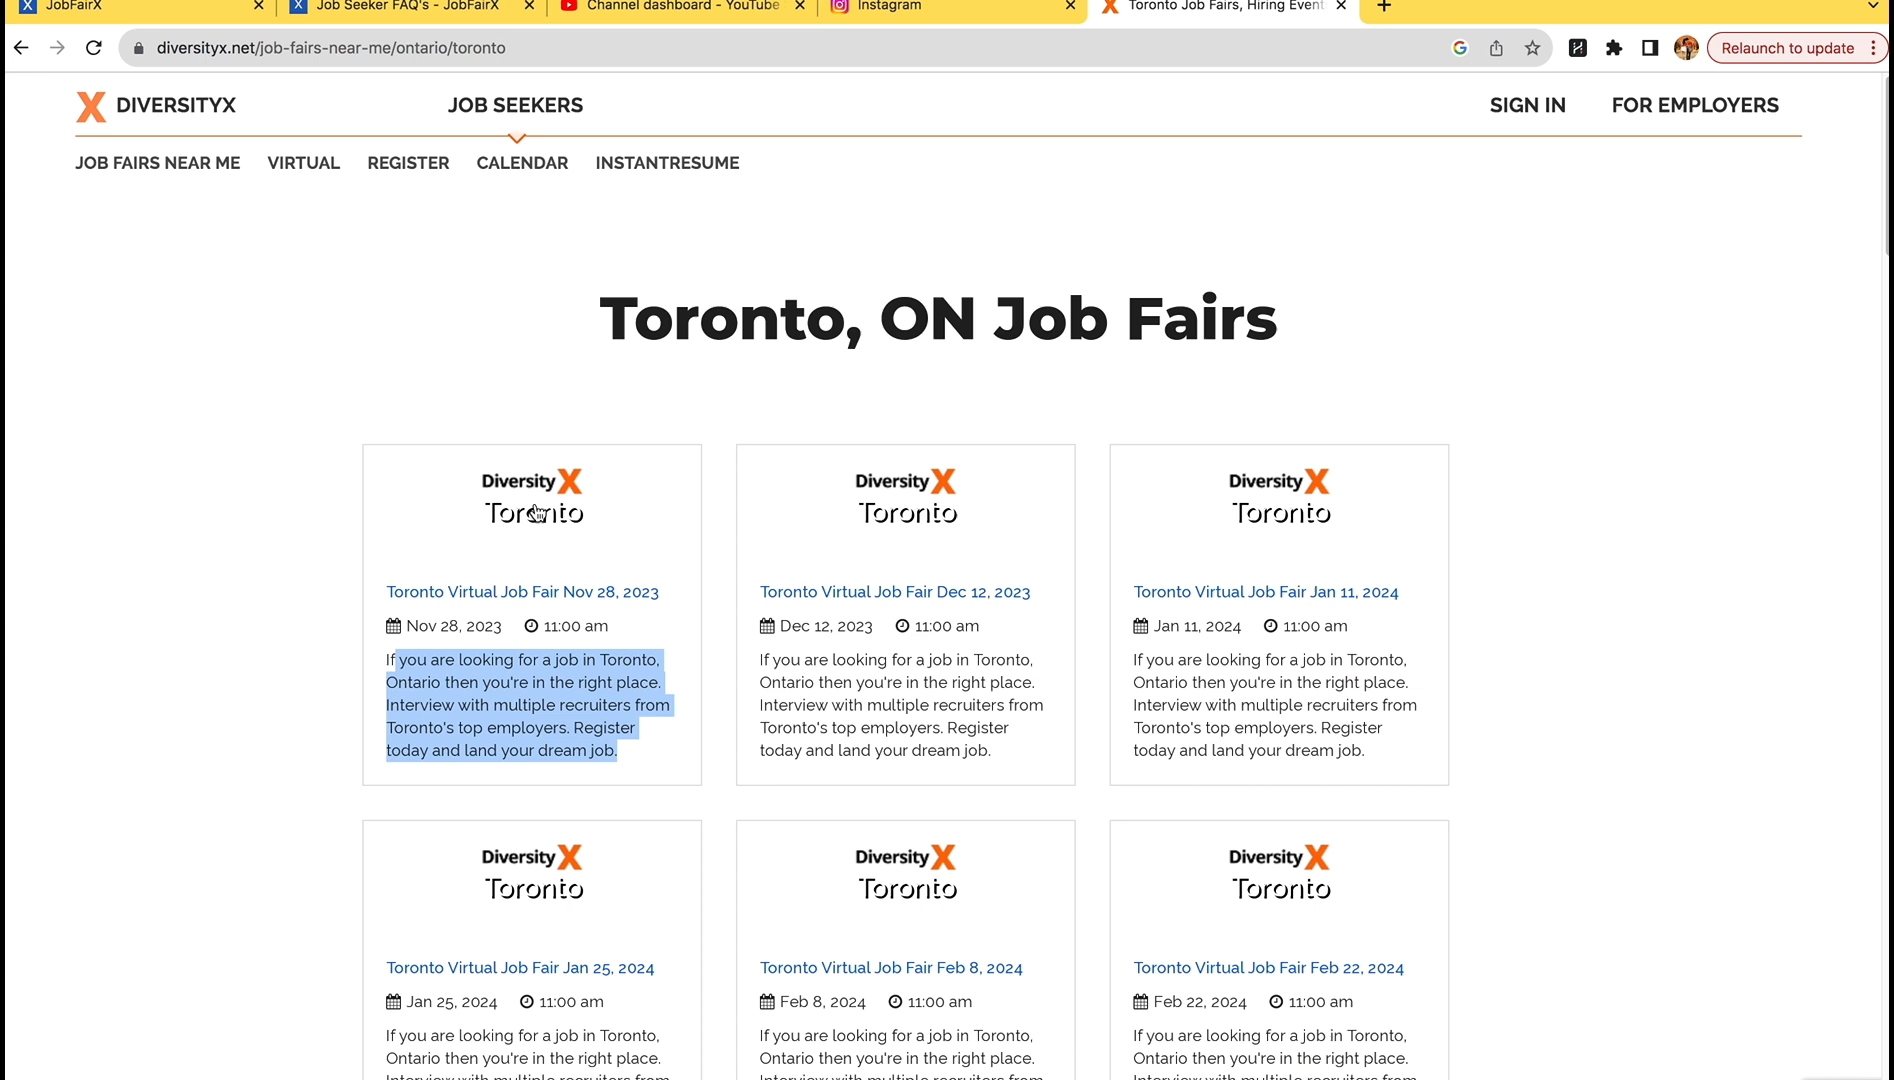 JobFairX
Job Seeker FAQ's - JobFairX
Channel dashboard - YouTube
Instagram
Toronto Job Fairs, Hiring Event
diversityx.net/job-fairs-near-me/ontario/toronto
Relaunch to update
DIVERSITYX
JOB SEEKERS
SIGN IN
FOR EMPLOYERS
JOB FAIRS NEAR ME
VIRTUAL
REGISTER
CALENDAR
INSTANTRESUME
Toronto, ON Job Fairs
DiversityX
Toronto
Toronto Virtual Job Fair Nov 28, 2023
Nov 28, 2023 11:00 am
If you are looking for a job in Toronto,
Ontario then you're in the right place.
Interview with multiple recruiters from
Toronto's top employers. Register
today and land your dream job.
DiversityX
Toronto
Toronto Virtual Job Fair Dec 12, 2023
Dec 12, 2023 11:00 am
If you are looking for a job in Toronto,
Ontario then you're in the right place.
Interview with multiple recruiters from
Toronto's top employers. Register
today and land your dream job.
DiversityX
Toronto
Toronto Virtual Job Fair Jan 11, 2024
Jan 11, 2024 11:00 am
If you are looking for a job in Toronto,
Ontario then you're in the right place.
Interview with multiple recruiters from
Toronto's top employers. Register
today and land your dream job.
DiversityX
Toronto
Toronto Virtual Job Fair Jan 25, 2024
Jan 25, 2024 11:00 am
If you are looking for a job in Toronto,
Ontario then you're in the right place.
Interview with multiple recruiters from
DiversityX
Toronto
Toronto Virtual Job Fair Feb 8, 2024
Feb 8, 2024 11:00 am
If you are looking for a job in Toronto,
Ontario then you're in the right place.
Interview with multiple recruiters from
DiversityX
Toronto
Toronto Virtual Job Fair Feb 22, 2024
Feb 22, 2024 11:00 am
If you are looking for a job in Toronto,
Ontario then you're in the right place.
Interview with multiple recruiters from